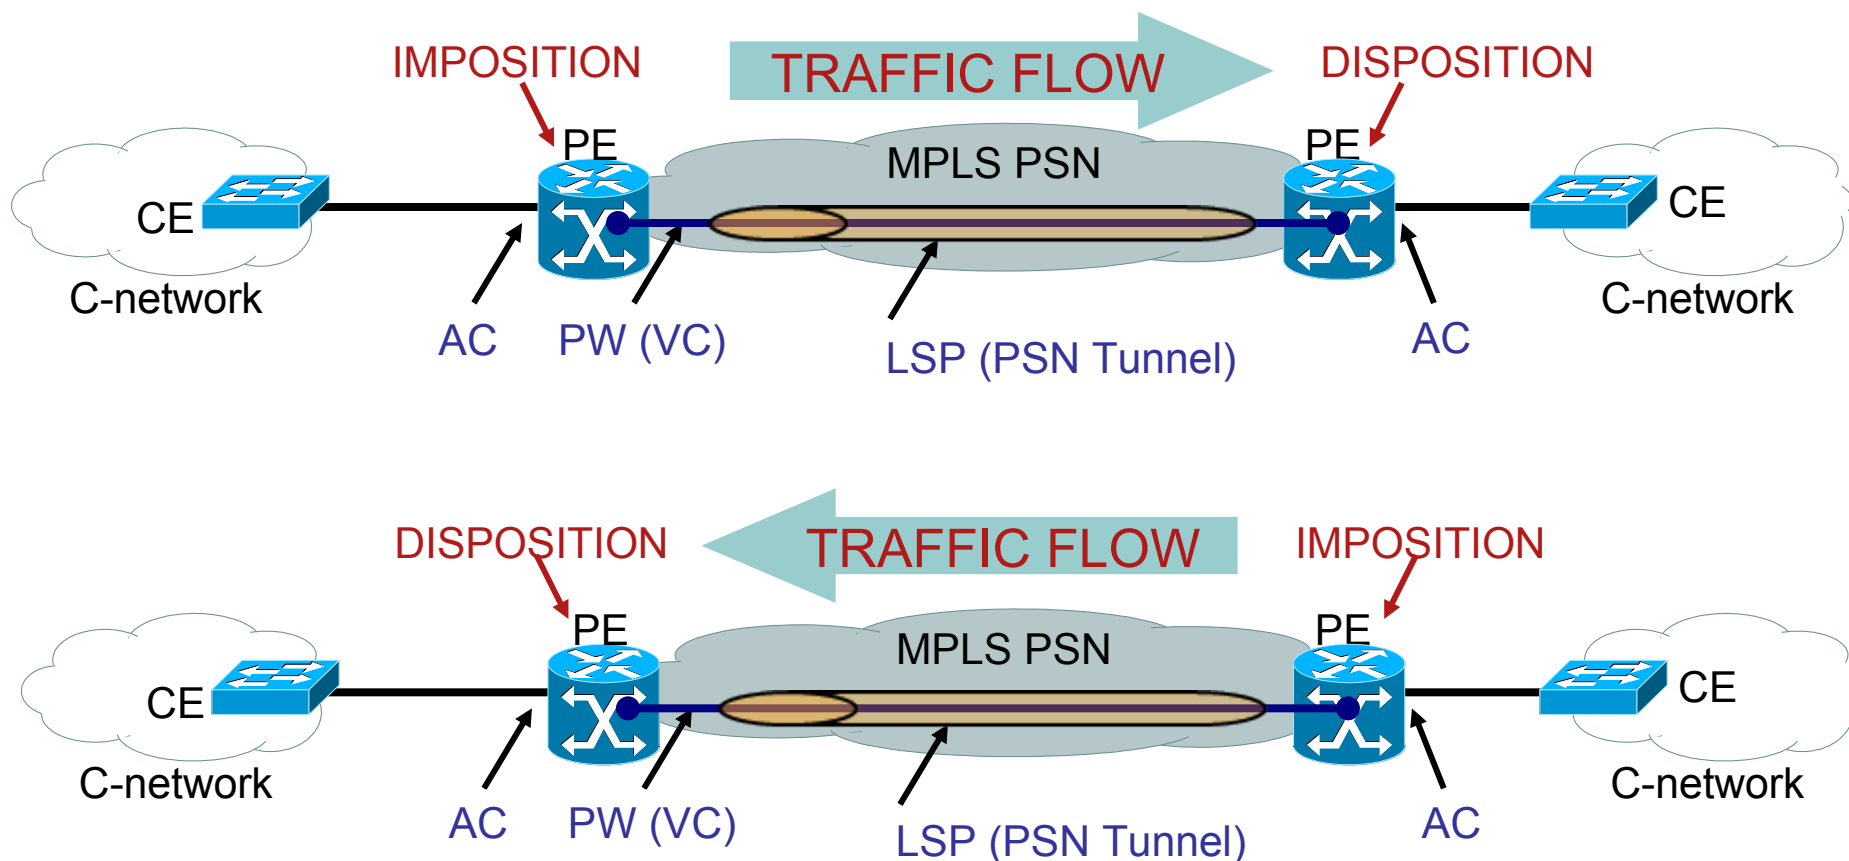 IMPOSITION
TRAFFIC FLOW
DISPOSITION
PE
MPLS PSN
PE
CE
CE
C-network
C-network
AC
PW (VC)
LSP (PSN Tunnel)
AC
DISPOSITION
TRAFFIC FLOW
IMPOSITION
PE
MPLS PSN
PE
CE
CE
C-network
C-network
AC
PW (VC)
LSP (PSN Tunnel)
AC